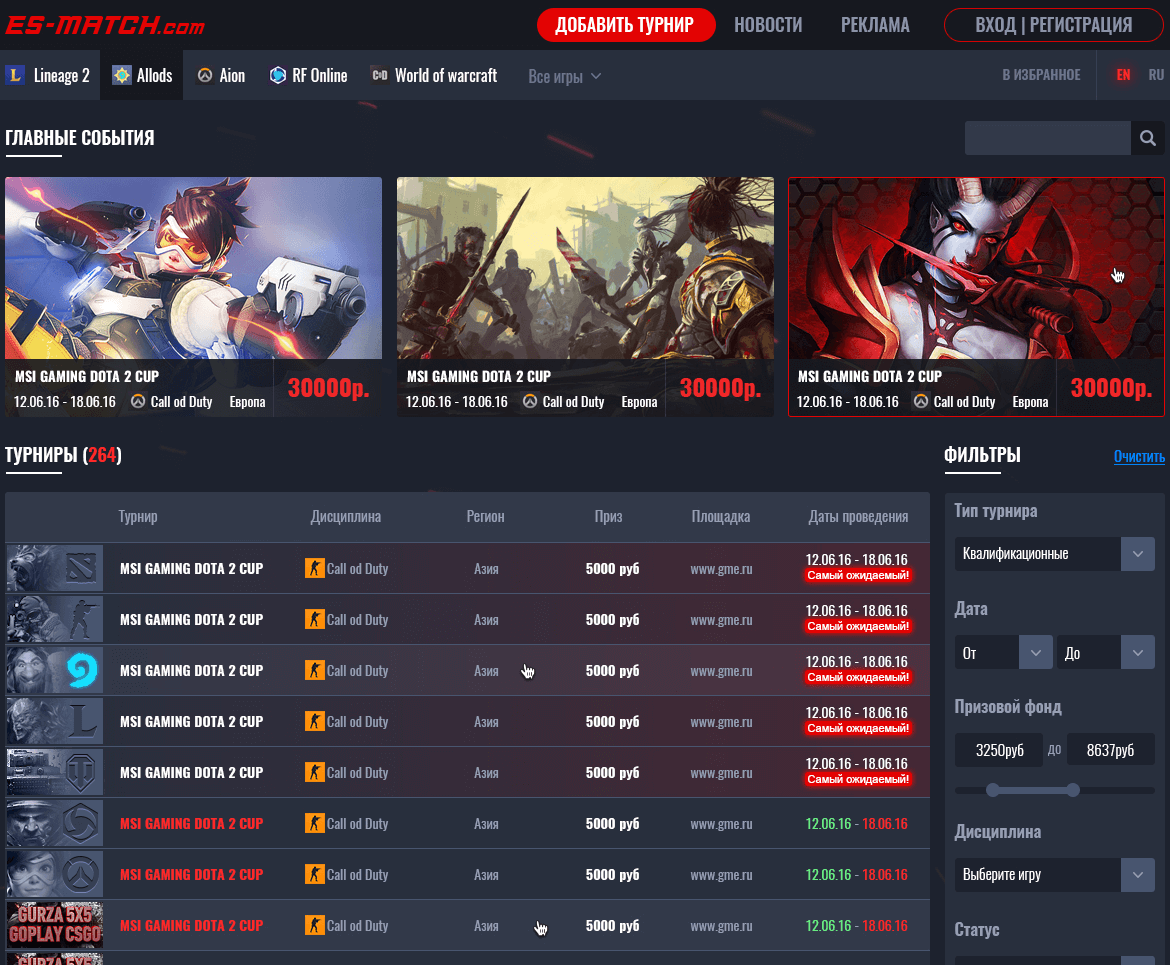 ES-MATCH.com ДОБАВИТЬ ТУРНИР НОВОСТИ РЕКЛАМА ВХОД | РЕГИСТРАЦИЯ
L Lineage 2 Allods Aion RF Online World of warcraft Все игры В ИЗБРАННОЕ EN RU
ГЛАВНЫЕ СОБЫТИЯ
MSI GAMING DOTA 2 CUP 30000р.
12.06.16 - 18.06.16 Call od Duty Европа
MSI GAMING DOTA 2 CUP 30000р.
12.06.16 - 18.06.16 Call od Duty Европа
MSI GAMING DOTA 2 CUP 30000р.
12.06.16 - 18.06.16 Call od Duty Европа
ТУРНИРЫ (264)
Турнир Дисциплина Регион Приз Площадка Даты проведения
MSI GAMING DOTA 2 CUP Call od Duty Азия 5000 руб www.gme.ru 12.06.16 - 18.06.16
Самый ожидаемый!
MSI GAMING DOTA 2 CUP Call od Duty Азия 5000 руб www.gme.ru 12.06.16 - 18.06.16
Самый ожидаемый!
MSI GAMING DOTA 2 CUP Call od Duty Азия 5000 руб www.gme.ru 12.06.16 - 18.06.16
Самый ожидаемый!
L MSI GAMING DOTA 2 CUP Call od Duty Азия 5000 руб www.gme.ru 12.06.16 - 18.06.16
Самый ожидаемый!
MSI GAMING DOTA 2 CUP Call od Duty Азия 5000 руб www.gme.ru 12.06.16 - 18.06.16
Самый ожидаемый!
MSI GAMING DOTA 2 CUP Call od Duty Азия 5000 руб www.gme.ru 12.06.16 - 18.06.16
MSI GAMING DOTA 2 CUP Call od Duty Азия 5000 руб www.gme.ru 12.06.16 - 18.06.16
GURZA 5X5
GOPLAY CSGO
MSI GAMING DOTA 2 CUP Call od Duty Азия 5000 руб www.gme.ru 12.06.16 - 18.06.16
GURZA 5X5
ФИЛЬТРЫ Очистить
Тип турнира
Квалификационные
Дата
От До
Призовой фонд
3250руб до 8637руб
Дисциплина
Выберите игру
Статус